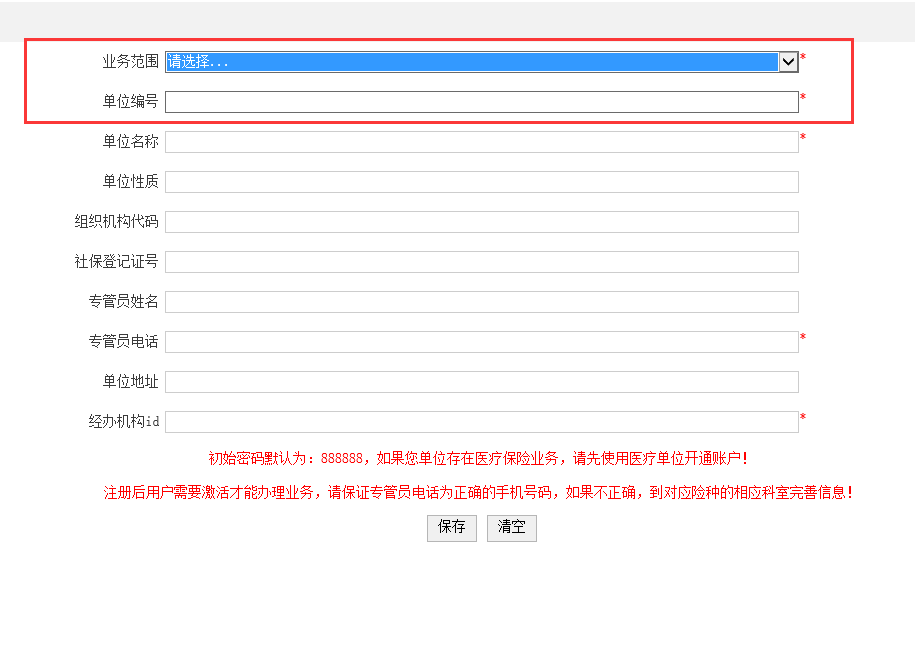 业务范围 请选择... *
单位编号 *
单位名称 *
单位性质
组织机构代码
社保登记证号
专管员姓名
专管员电话 *
单位地址
经办机构id *
初始密码默认为：888888，如果您单位存在医疗保险业务，请先使用医疗单位开通账户！
注册后用户需要激活才能办理业务，请保证专管员电话为正确的手机号码，如果不正确，到对应险种的相应科室完善信息！
保存 清空